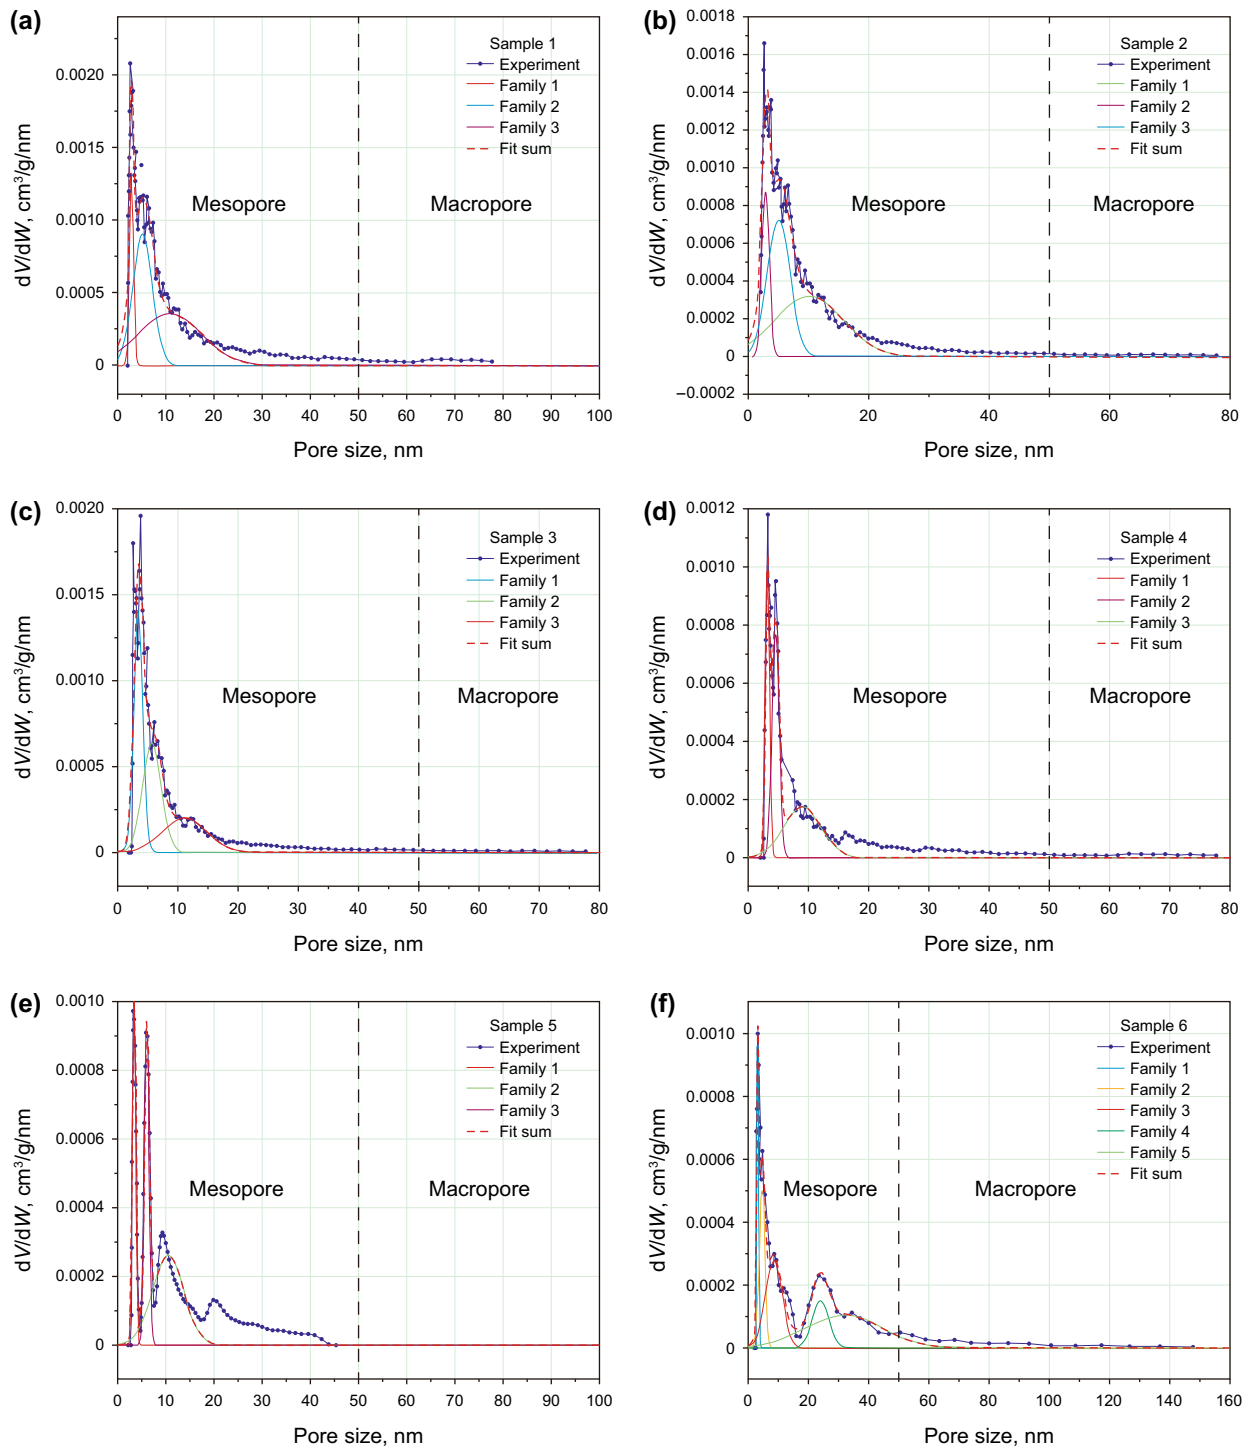 (a)
Sample 1
Experiment
Family 1
Family 2
Family 3
Fit sum
Mesopore
Macropore
dV/dW, cm³/g/nm
0.0020
0.0015
0.0010
0.0005
0
0 10 20 30 40 50 60 70 80 90 100
Pore size, nm
(b)
Sample 2
Experiment
Family 1
Family 2
Family 3
Fit sum
Mesopore
Macropore
dV/dW, cm³/g/nm
0.0018
0.0016
0.0014
0.0012
0.0010
0.0008
0.0006
0.0004
0.0002
0
–0.0002
0 20 40 60 80
Pore size, nm
(c)
Sample 3
Experiment
Family 1
Family 2
Family 3
Fit sum
Mesopore
Macropore
dV/dW, cm³/g/nm
0.0020
0.0015
0.0010
0.0005
0
0 10 20 30 40 50 60 70 80
Pore size, nm
(d)
Sample 4
Experiment
Family 1
Family 2
Family 3
Fit sum
Mesopore
Macropore
dV/dW, cm³/g/nm
0.0012
0.0010
0.0008
0.0006
0.0004
0.0002
0
0 20 40 60 80
Pore size, nm
(e)
Sample 5
Experiment
Family 1
Family 2
Family 3
Fit sum
Mesopore
Macropore
dV/dW, cm³/g/nm
0.0010
0.0008
0.0006
0.0004
0.0002
0
0 10 20 30 40 50 60 70 80 90 100
Pore size, nm
(f)
Sample 6
Experiment
Family 1
Family 2
Family 3
Family 4
Family 5
Fit sum
Mesopore
Macropore
dV/dW, cm³/g/nm
0.0010
0.0008
0.0006
0.0004
0.0002
0
0 20 40 60 80 100 120 140 160
Pore size, nm